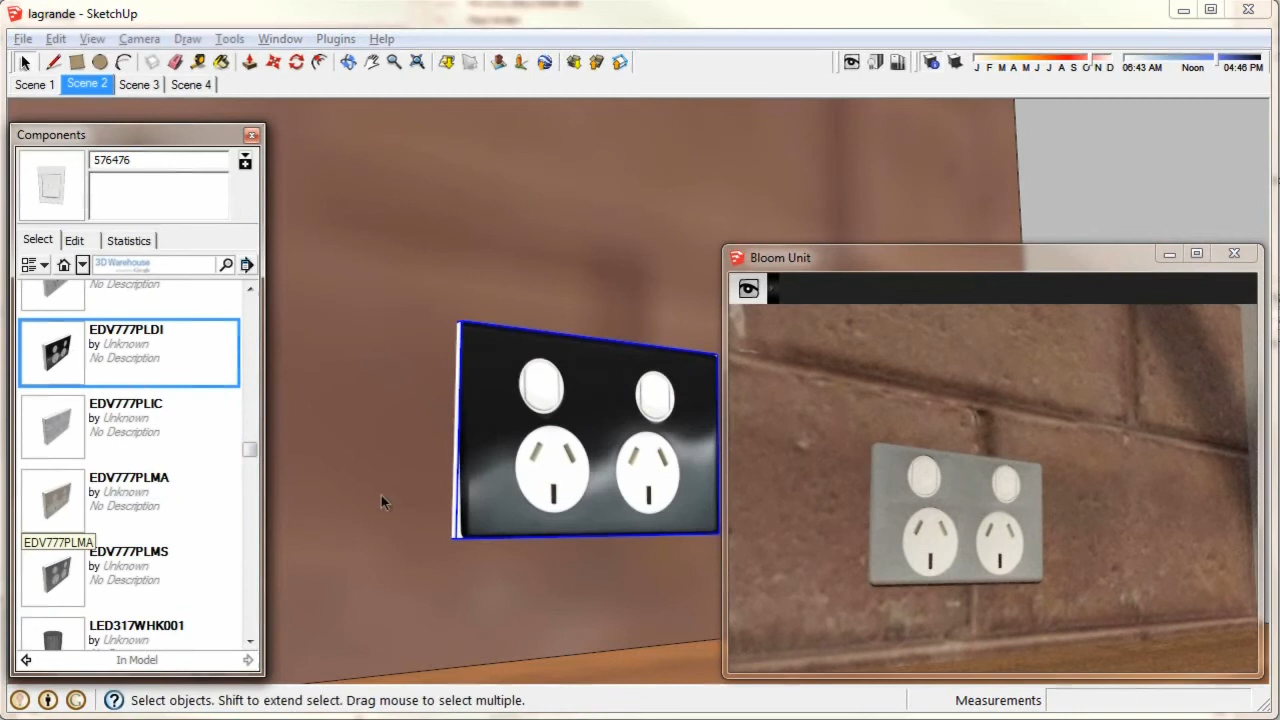 lagrande - SketchUp
File Edit View Camera Draw Tools Window Plugins Help
J F M A M J J A S O N D 06:43 AM Noon 04:46 PM
Scene 1 Scene 2 Scene 3 Scene 4
Components
576476
Select Edit Statistics
3D Warehouse
No Description
EDV777PLDI
by Unknown
No Description
EDV777PLIC
by Unknown
No Description
EDV777PLMA
by Unknown
No Description
EDV777PLMA
EDV777PLMS
by Unknown
No Description
LED317WHK001
by Unknown
In Model
Bloom Unit
Select objects. Shift to extend select. Drag mouse to select multiple.
Measurements